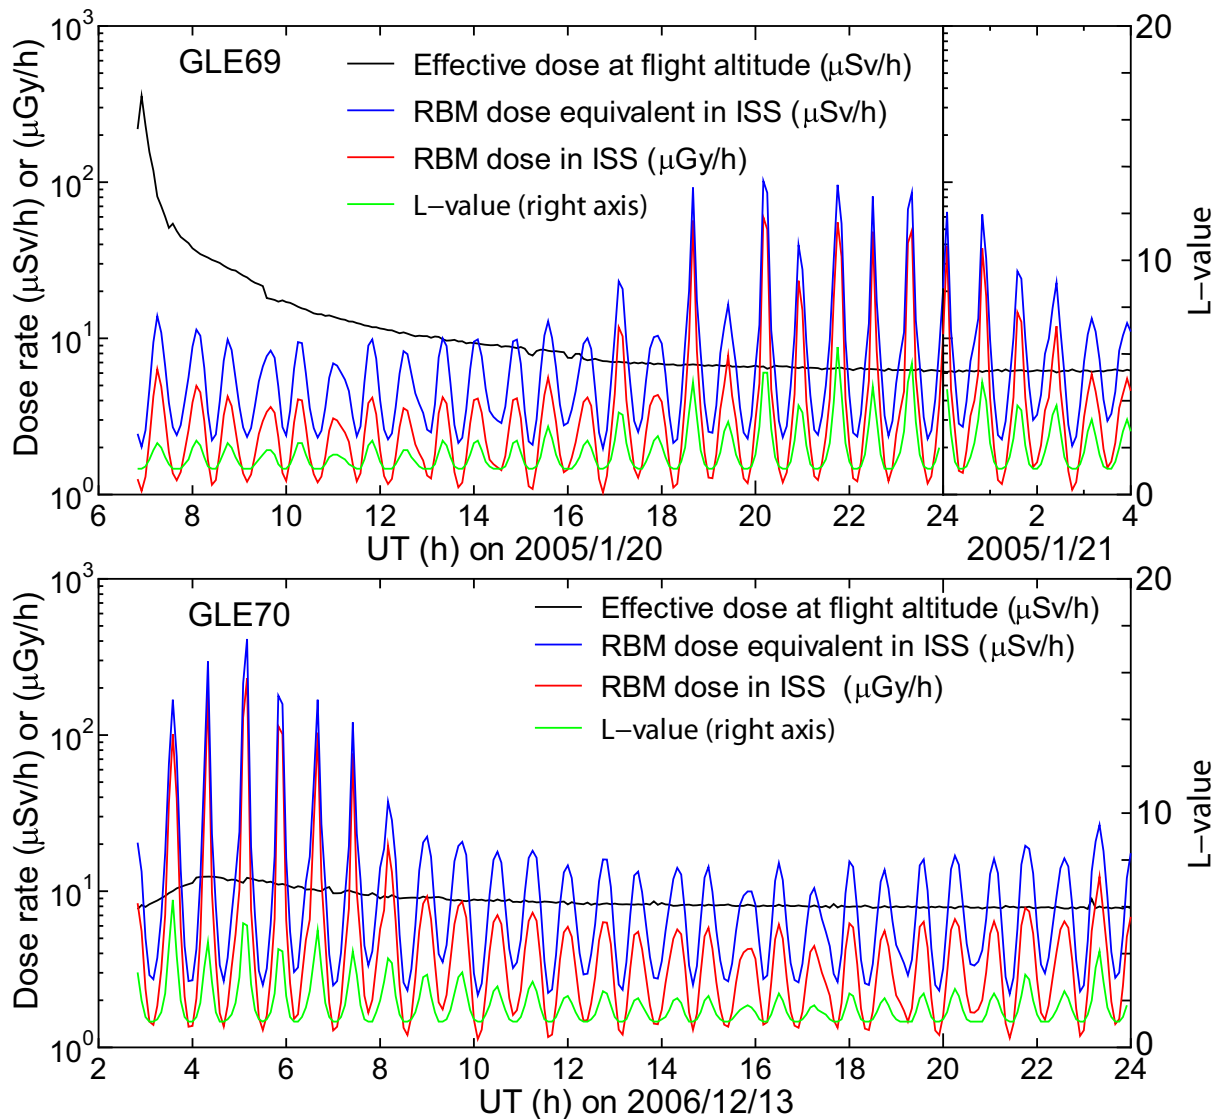 GLE69
Effective dose at flight altitude (μSv/h)
RBM dose equivalent in ISS (μSv/h)
RBM dose in ISS (μGy/h)
L−value (right axis)
Dose rate (μSv/h) or (μGy/h)
10³
10²
10¹
10⁰
20
10
0
L−value
6 8 10 12 14 16 18 20 22 24 2 4
UT (h) on 2005/1/20 2005/1/21
GLE70
Effective dose at flight altitude (μSv/h)
RBM dose equivalent in ISS (μSv/h)
RBM dose in ISS (μGy/h)
L−value (right axis)
Dose rate (μSv/h) or (μGy/h)
10³
10²
10¹
10⁰
20
10
0
L−value
2 4 6 8 10 12 14 16 18 20 22 24
UT (h) on 2006/12/13